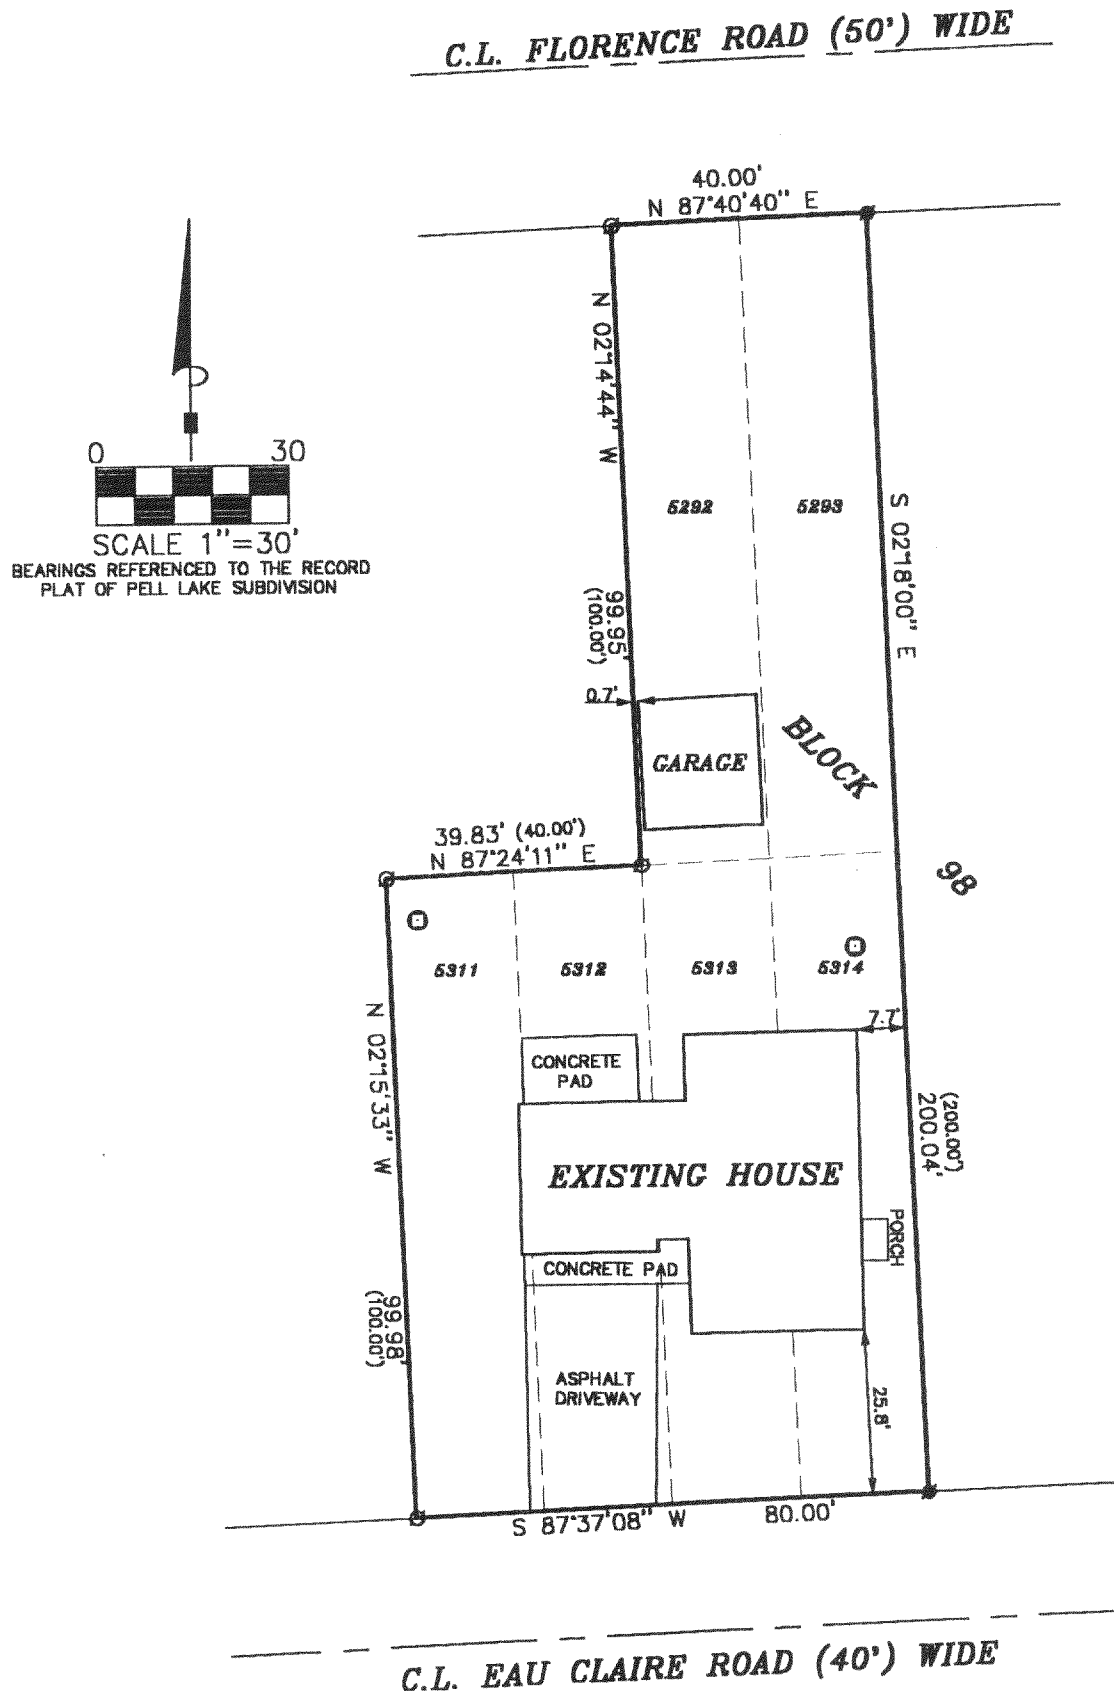 C.L. FLORENCE ROAD (50') WIDE
40.00'
N 87°40'40" E
N 02°14'44" W
0 30
SCALE 1"=30'
BEARINGS REFERENCED TO THE RECORD
PLAT OF PELL LAKE SUBDIVISION
5292
5293
S 02°18'00" E
99.95'
(100.00')
0.7'
GARAGE
BLOCK
98
39.83' (40.00')
N 87°24'11" E
5311
5312
5313
5314
N 02°15'33" W
7.7'
CONCRETE
PAD
(200.00')
200.04'
EXISTING HOUSE
PORCH
CONCRETE PAD
99.98'
(100.00')
ASPHALT
DRIVEWAY
25.8'
S 87°37'08" W
80.00'
C.L. EAU CLAIRE ROAD (40') WIDE